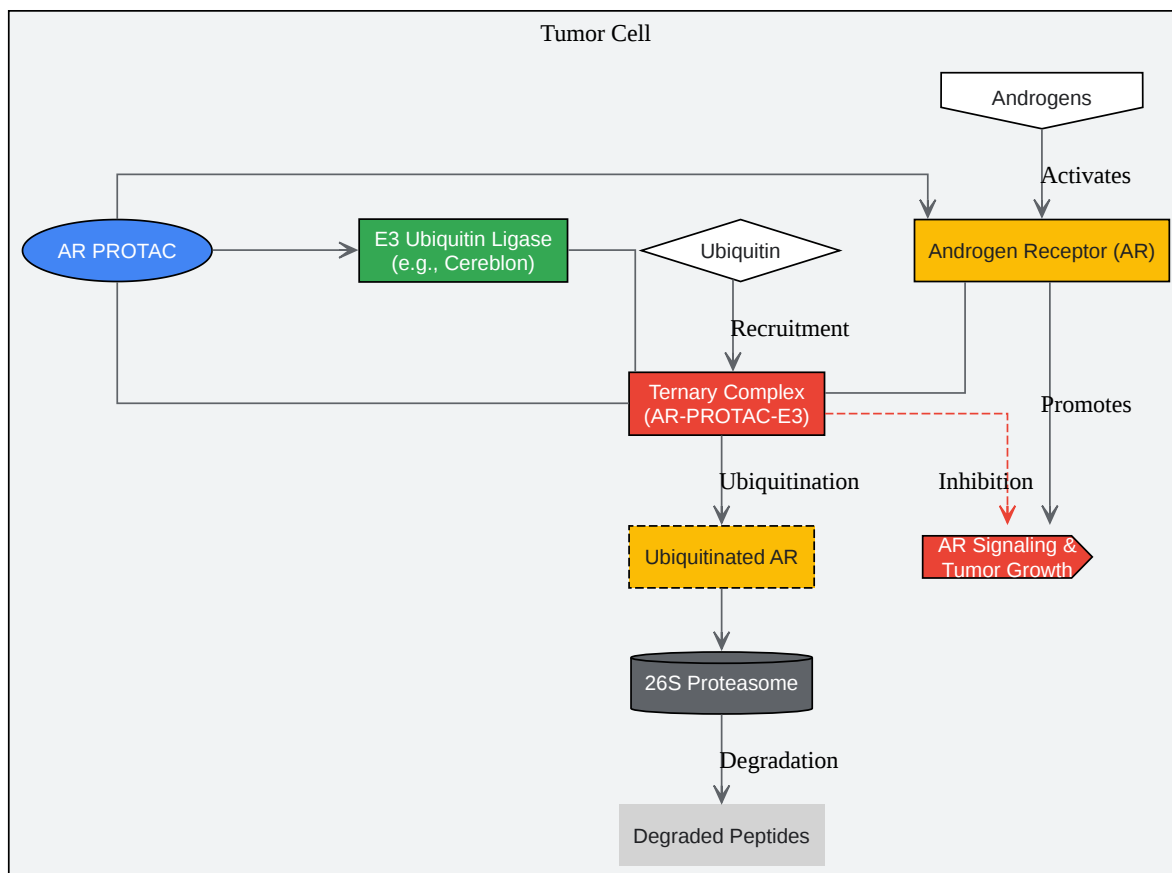 Tumor Cell
Androgens
Activates
AR PROTAC
E3 Ubiquitin Ligase
(e.g., Cereblon)
Ubiquitin
Androgen Receptor (AR)
Recruitment
Ternary Complex
(AR-PROTAC-E3)
Promotes
Ubiquitination
Inhibition
Ubiquitinated AR
AR Signaling &
Tumor Growth
26S Proteasome
Degradation
Degraded Peptides